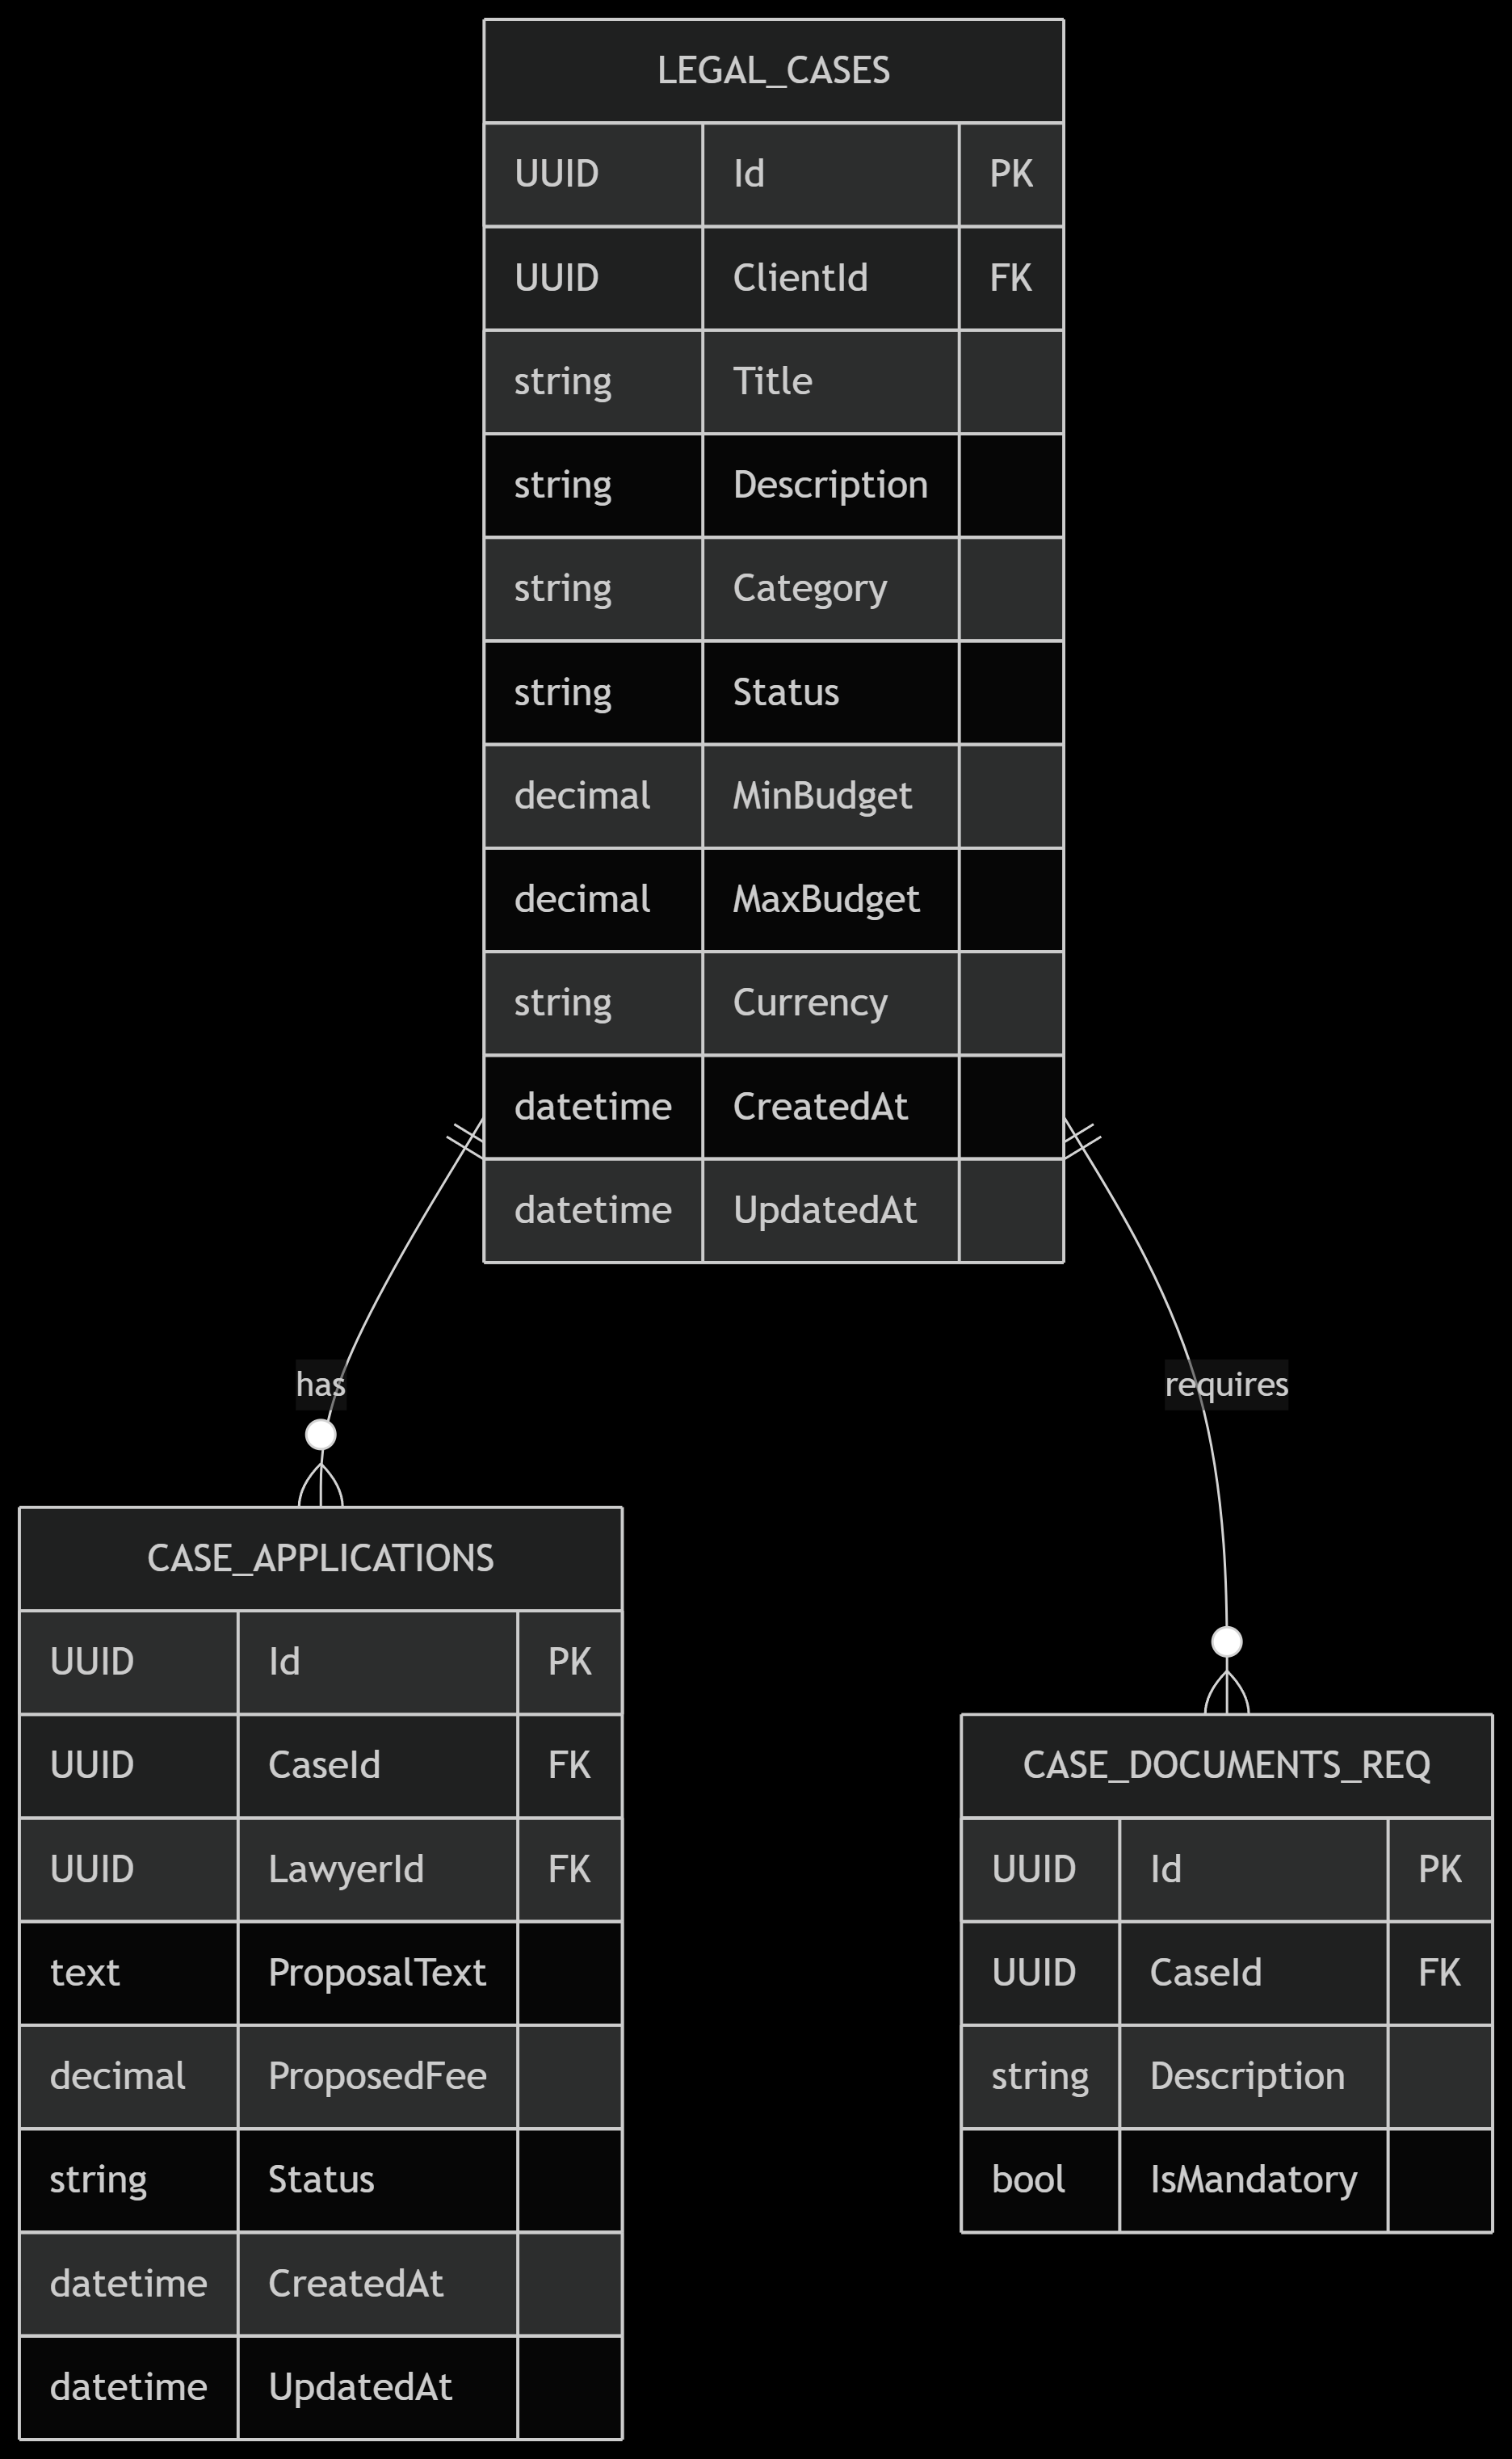 LEGAL_CASES
UUID Id PK
UUID ClientId FK
string Title
string Description
string Category
string Status
decimal MinBudget
decimal MaxBudget
string Currency
datetime CreatedAt
datetime UpdatedAt
has
requires
CASE_APPLICATIONS
UUID Id PK
UUID CaseId FK
UUID LawyerId FK
text ProposalText
decimal ProposedFee
string Status
datetime CreatedAt
datetime UpdatedAt
CASE_DOCUMENTS_REQ
UUID Id PK
UUID CaseId FK
string Description
bool IsMandatory